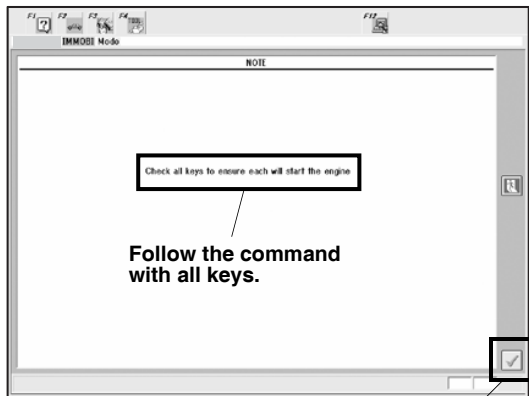 F1 F2 F3 F4 F12
?
IMMOBI Mode
NOTE
Check all keys to ensure each will start the engine
Follow the command
with all keys.